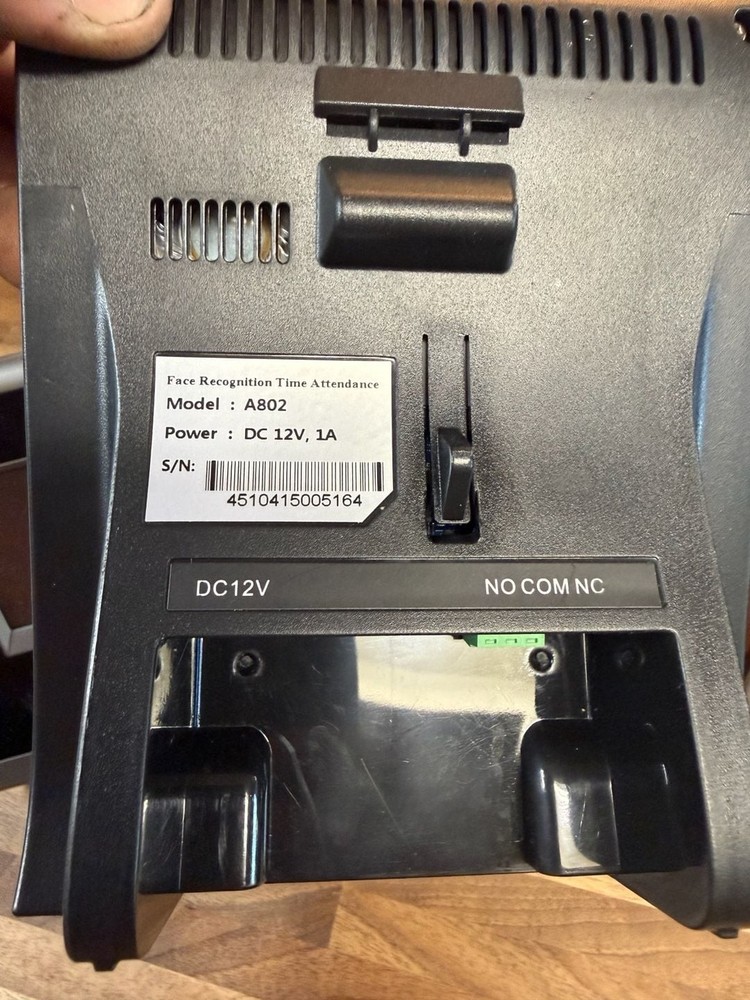 Face Recognition Time Attendance
Model : A802
Power : DC 12V, 1A
S/N:
4510415005164
DC12V NO COM NC